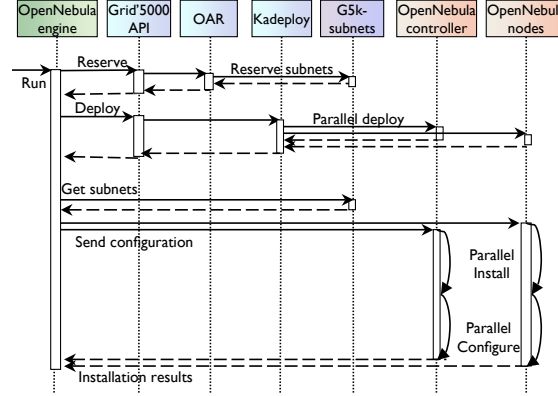 OpenNebula
engine
Grid'5000
API
OAR
Kadeploy
G5k-
subnets
OpenNebula
controller
OpenNebula
nodes
Run
Reserve
Reserve subnets
Deploy
Parallel deploy
Get subnets
Send configuration
Parallel
Install
Parallel
Configure
Installation results